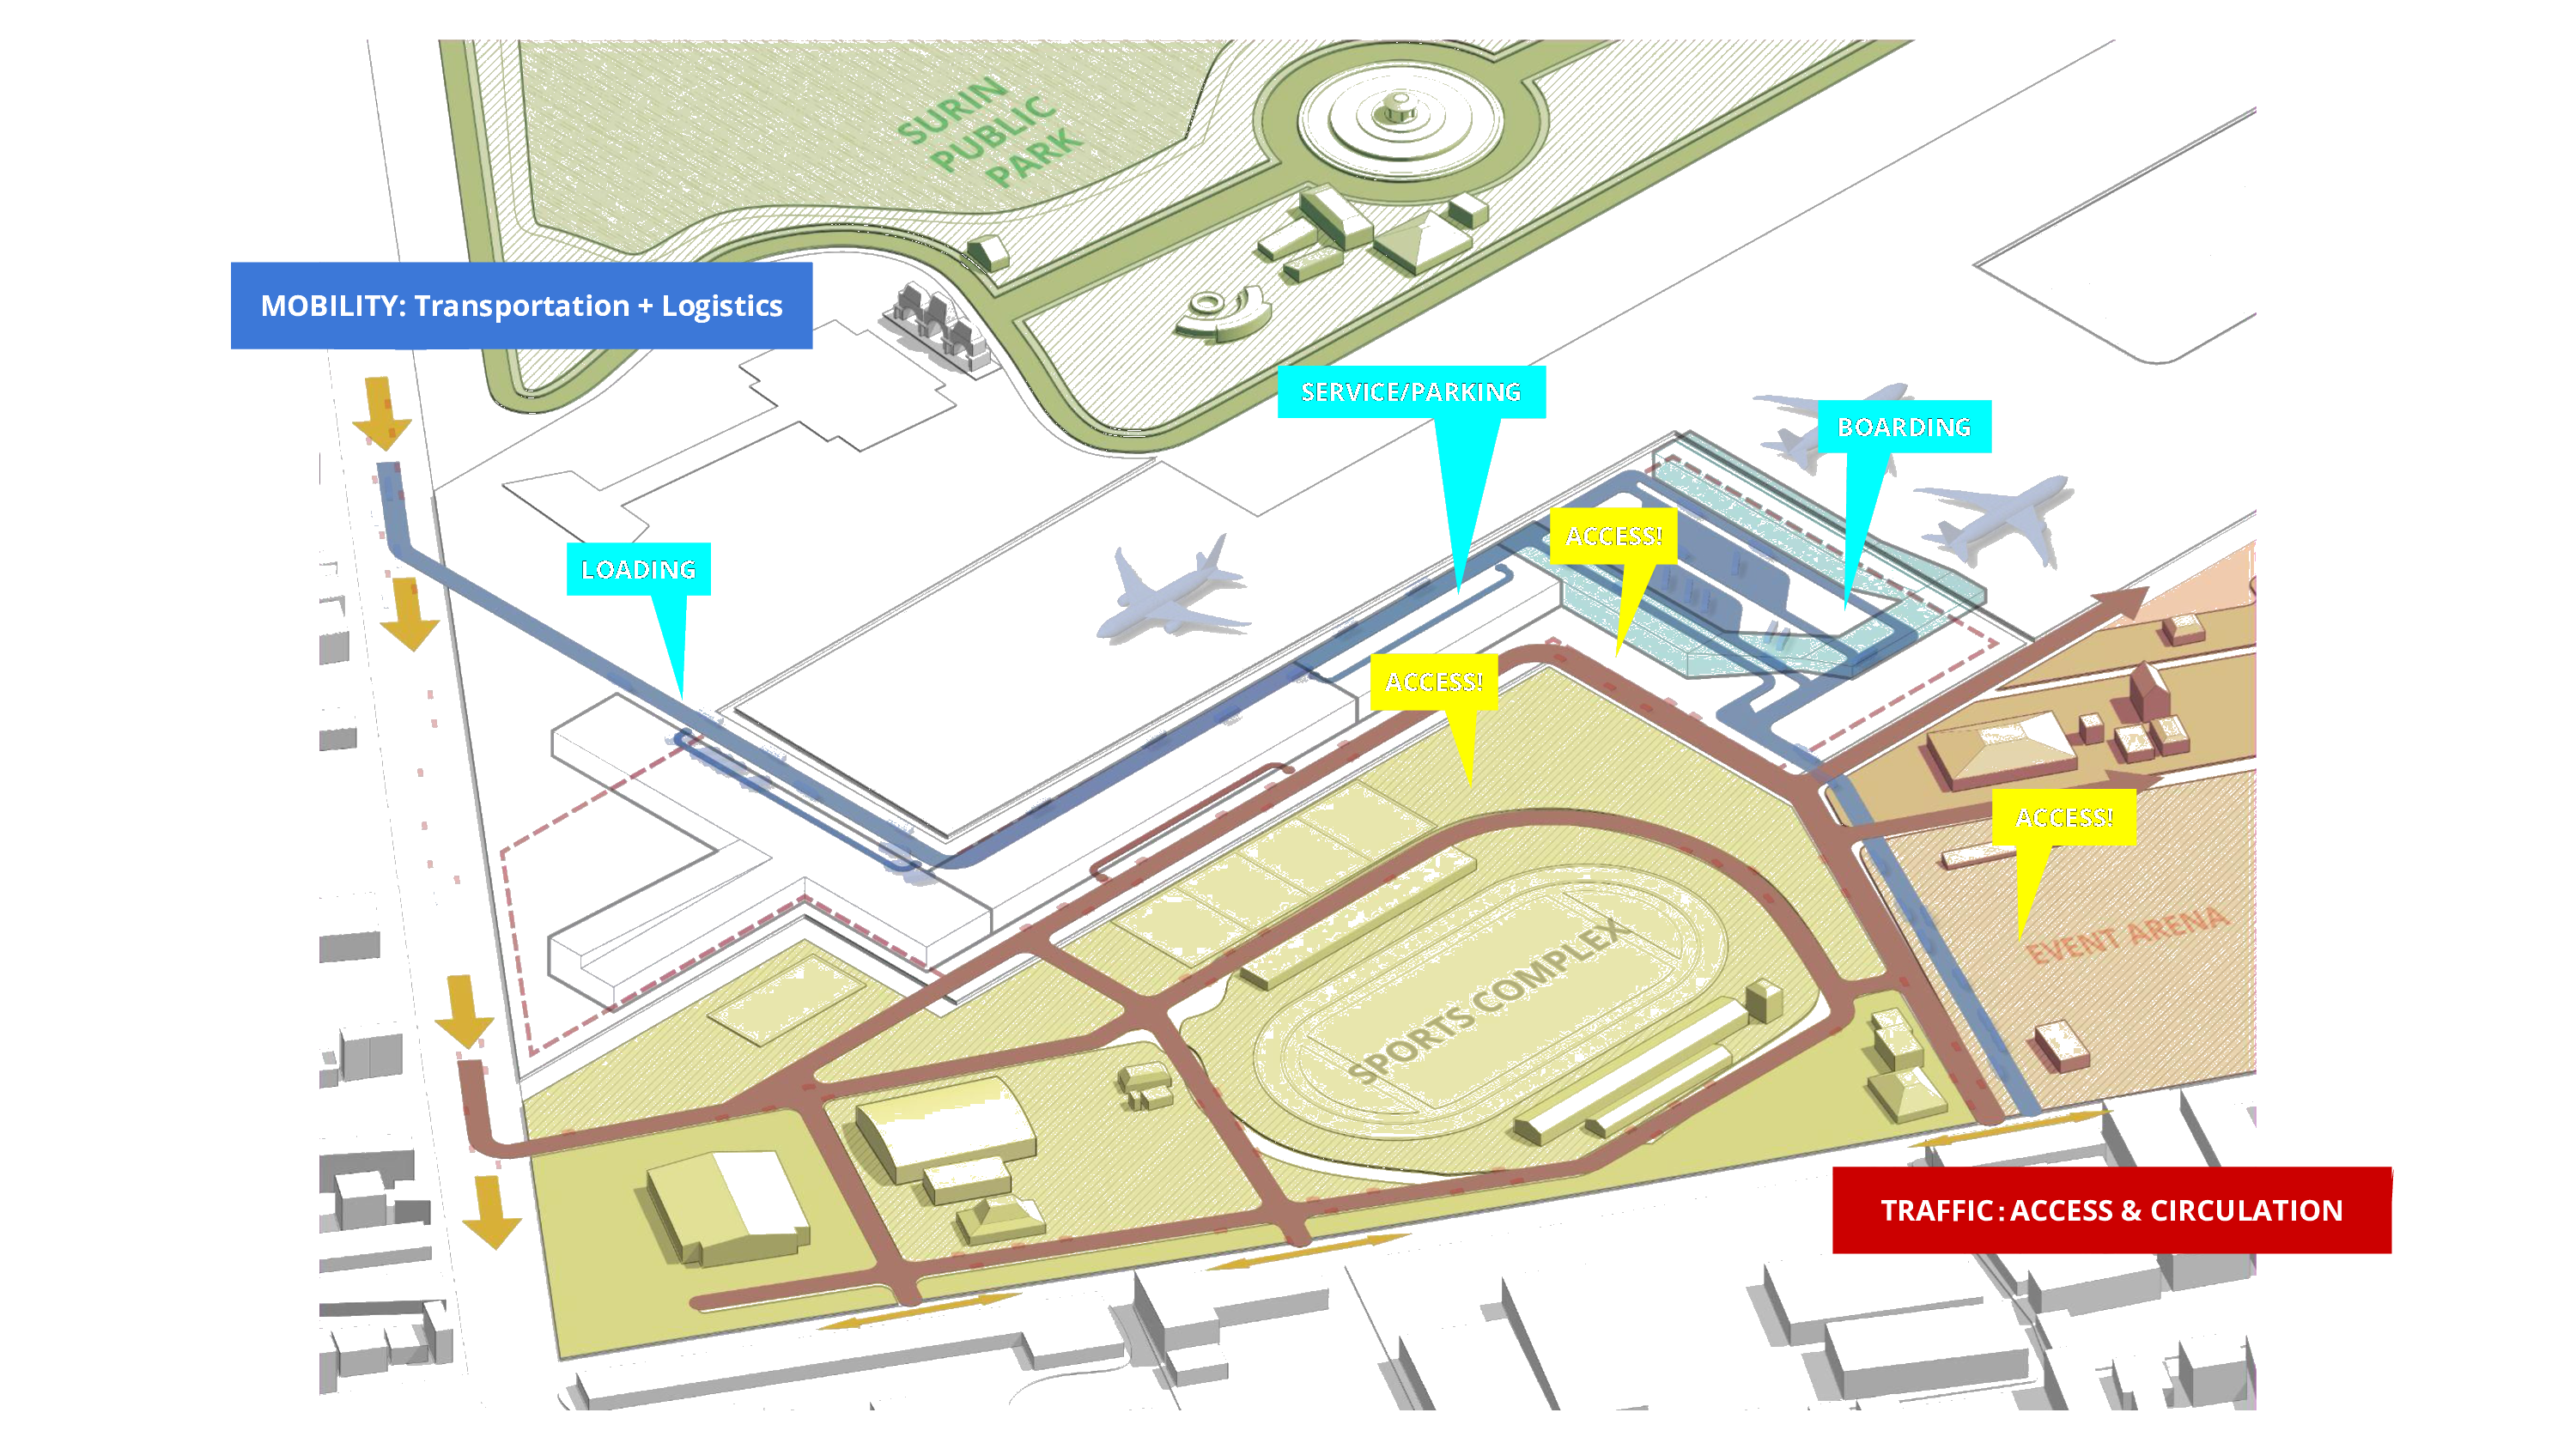 SURIN
PUBLIC
PARK
MOBILITY: Transportation + Logistics
SERVICE/PARKING
BOARDING
ACCESS!
LOADING
ACCESS!
ACCESS!
EVENT ARENA
SPORTS COMPLEX
TRAFFIC: ACCESS & CIRCULATION